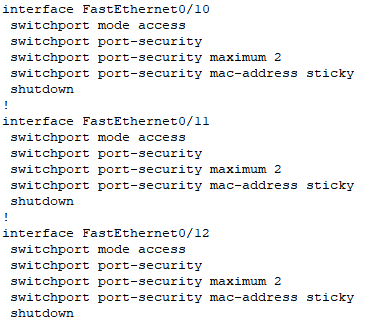 interface FastEthernet0/10
 switchport mode access
 switchport port-security
 switchport port-security maximum 2
 switchport port-security mac-address sticky
 shutdown
!
interface FastEthernet0/11
 switchport mode access
 switchport port-security
 switchport port-security maximum 2
 switchport port-security mac-address sticky
 shutdown
!
interface FastEthernet0/12
 switchport mode access
 switchport port-security
 switchport port-security maximum 2
 switchport port-security mac-address sticky
 shutdown